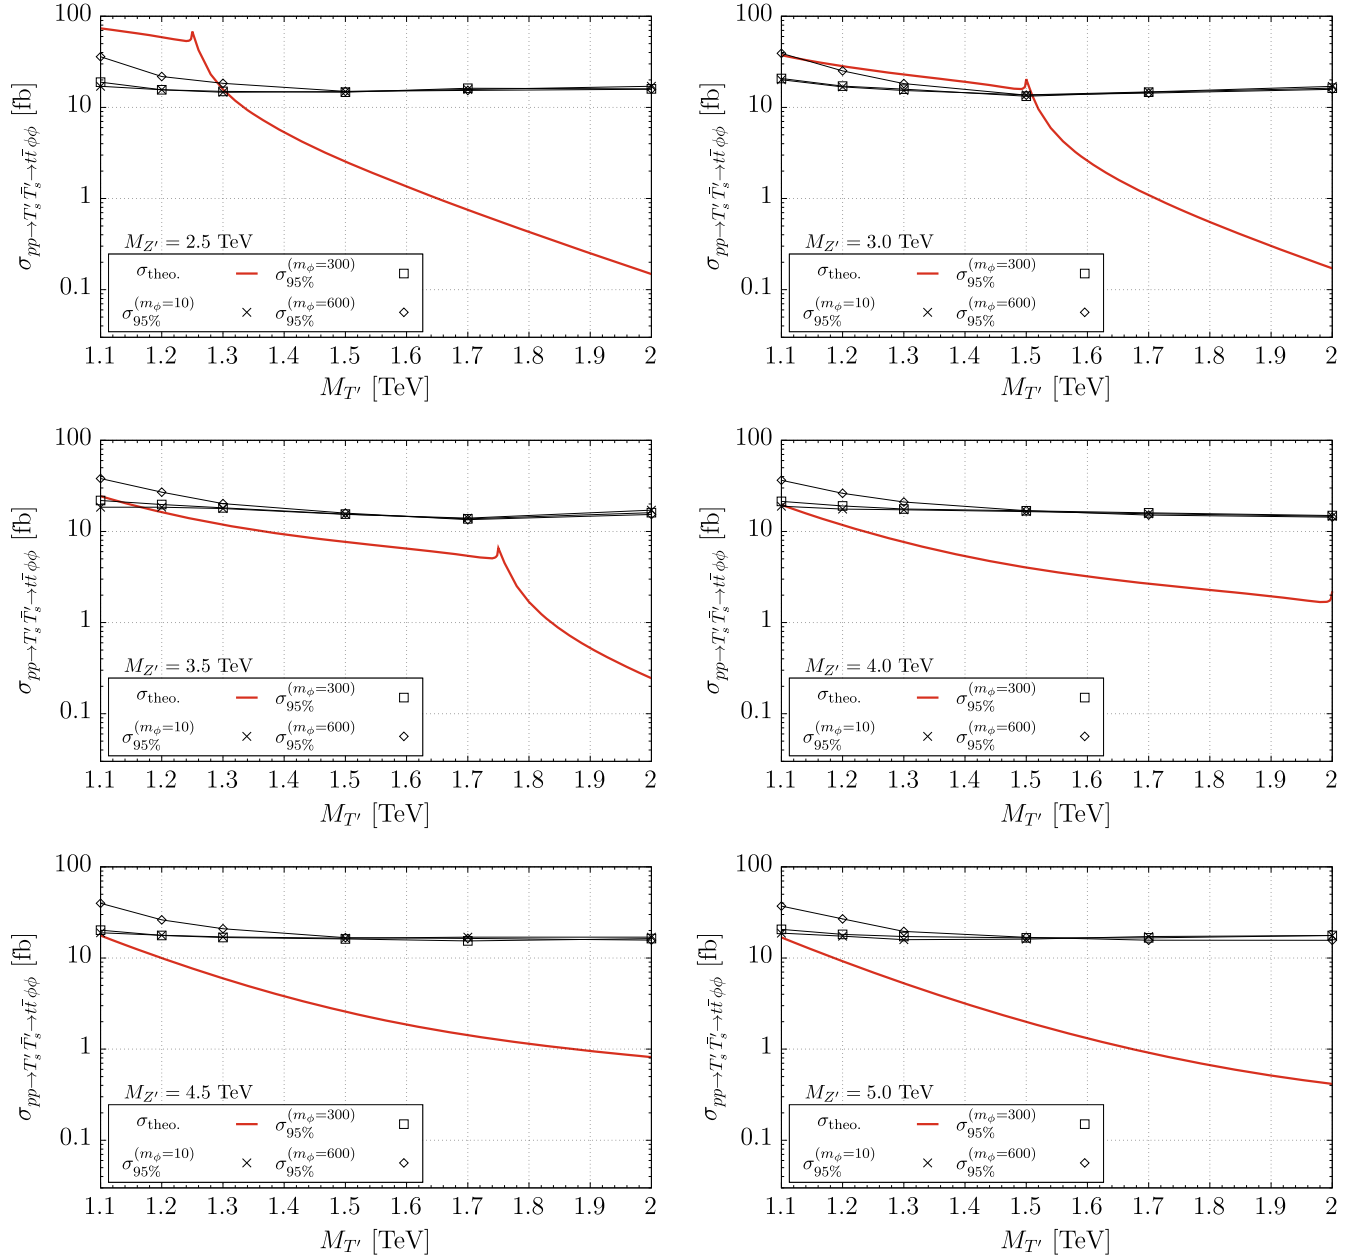 100
10
1
0.1
σ_{pp→T′_s T̄′_s→tt̄ϕϕ} [fb]
M_{Z′} = 2.5 TeV
σ_{theo.} σ_{95%}^{(m_ϕ=300)}
σ_{95%}^{(m_ϕ=10)} σ_{95%}^{(m_ϕ=600)}
1.1 1.2 1.3 1.4 1.5 1.6 1.7 1.8 1.9 2
M_{T′} [TeV]
100
10
1
0.1
σ_{pp→T′_s T̄′_s→tt̄ϕϕ} [fb]
M_{Z′} = 3.0 TeV
σ_{theo.} σ_{95%}^{(m_ϕ=300)}
σ_{95%}^{(m_ϕ=10)} σ_{95%}^{(m_ϕ=600)}
1.1 1.2 1.3 1.4 1.5 1.6 1.7 1.8 1.9 2
M_{T′} [TeV]
100
10
1
0.1
σ_{pp→T′_s T̄′_s→tt̄ϕϕ} [fb]
M_{Z′} = 3.5 TeV
σ_{theo.} σ_{95%}^{(m_ϕ=300)}
σ_{95%}^{(m_ϕ=10)} σ_{95%}^{(m_ϕ=600)}
1.1 1.2 1.3 1.4 1.5 1.6 1.7 1.8 1.9 2
M_{T′} [TeV]
100
10
1
0.1
σ_{pp→T′_s T̄′_s→tt̄ϕϕ} [fb]
M_{Z′} = 4.0 TeV
σ_{theo.} σ_{95%}^{(m_ϕ=300)}
σ_{95%}^{(m_ϕ=10)} σ_{95%}^{(m_ϕ=600)}
1.1 1.2 1.3 1.4 1.5 1.6 1.7 1.8 1.9 2
M_{T′} [TeV]
100
10
1
0.1
σ_{pp→T′_s T̄′_s→tt̄ϕϕ} [fb]
M_{Z′} = 4.5 TeV
σ_{theo.} σ_{95%}^{(m_ϕ=300)}
σ_{95%}^{(m_ϕ=10)} σ_{95%}^{(m_ϕ=600)}
1.1 1.2 1.3 1.4 1.5 1.6 1.7 1.8 1.9 2
M_{T′} [TeV]
100
10
1
0.1
σ_{pp→T′_s T̄′_s→tt̄ϕϕ} [fb]
M_{Z′} = 5.0 TeV
σ_{theo.} σ_{95%}^{(m_ϕ=300)}
σ_{95%}^{(m_ϕ=10)} σ_{95%}^{(m_ϕ=600)}
1.1 1.2 1.3 1.4 1.5 1.6 1.7 1.8 1.9 2
M_{T′} [TeV]